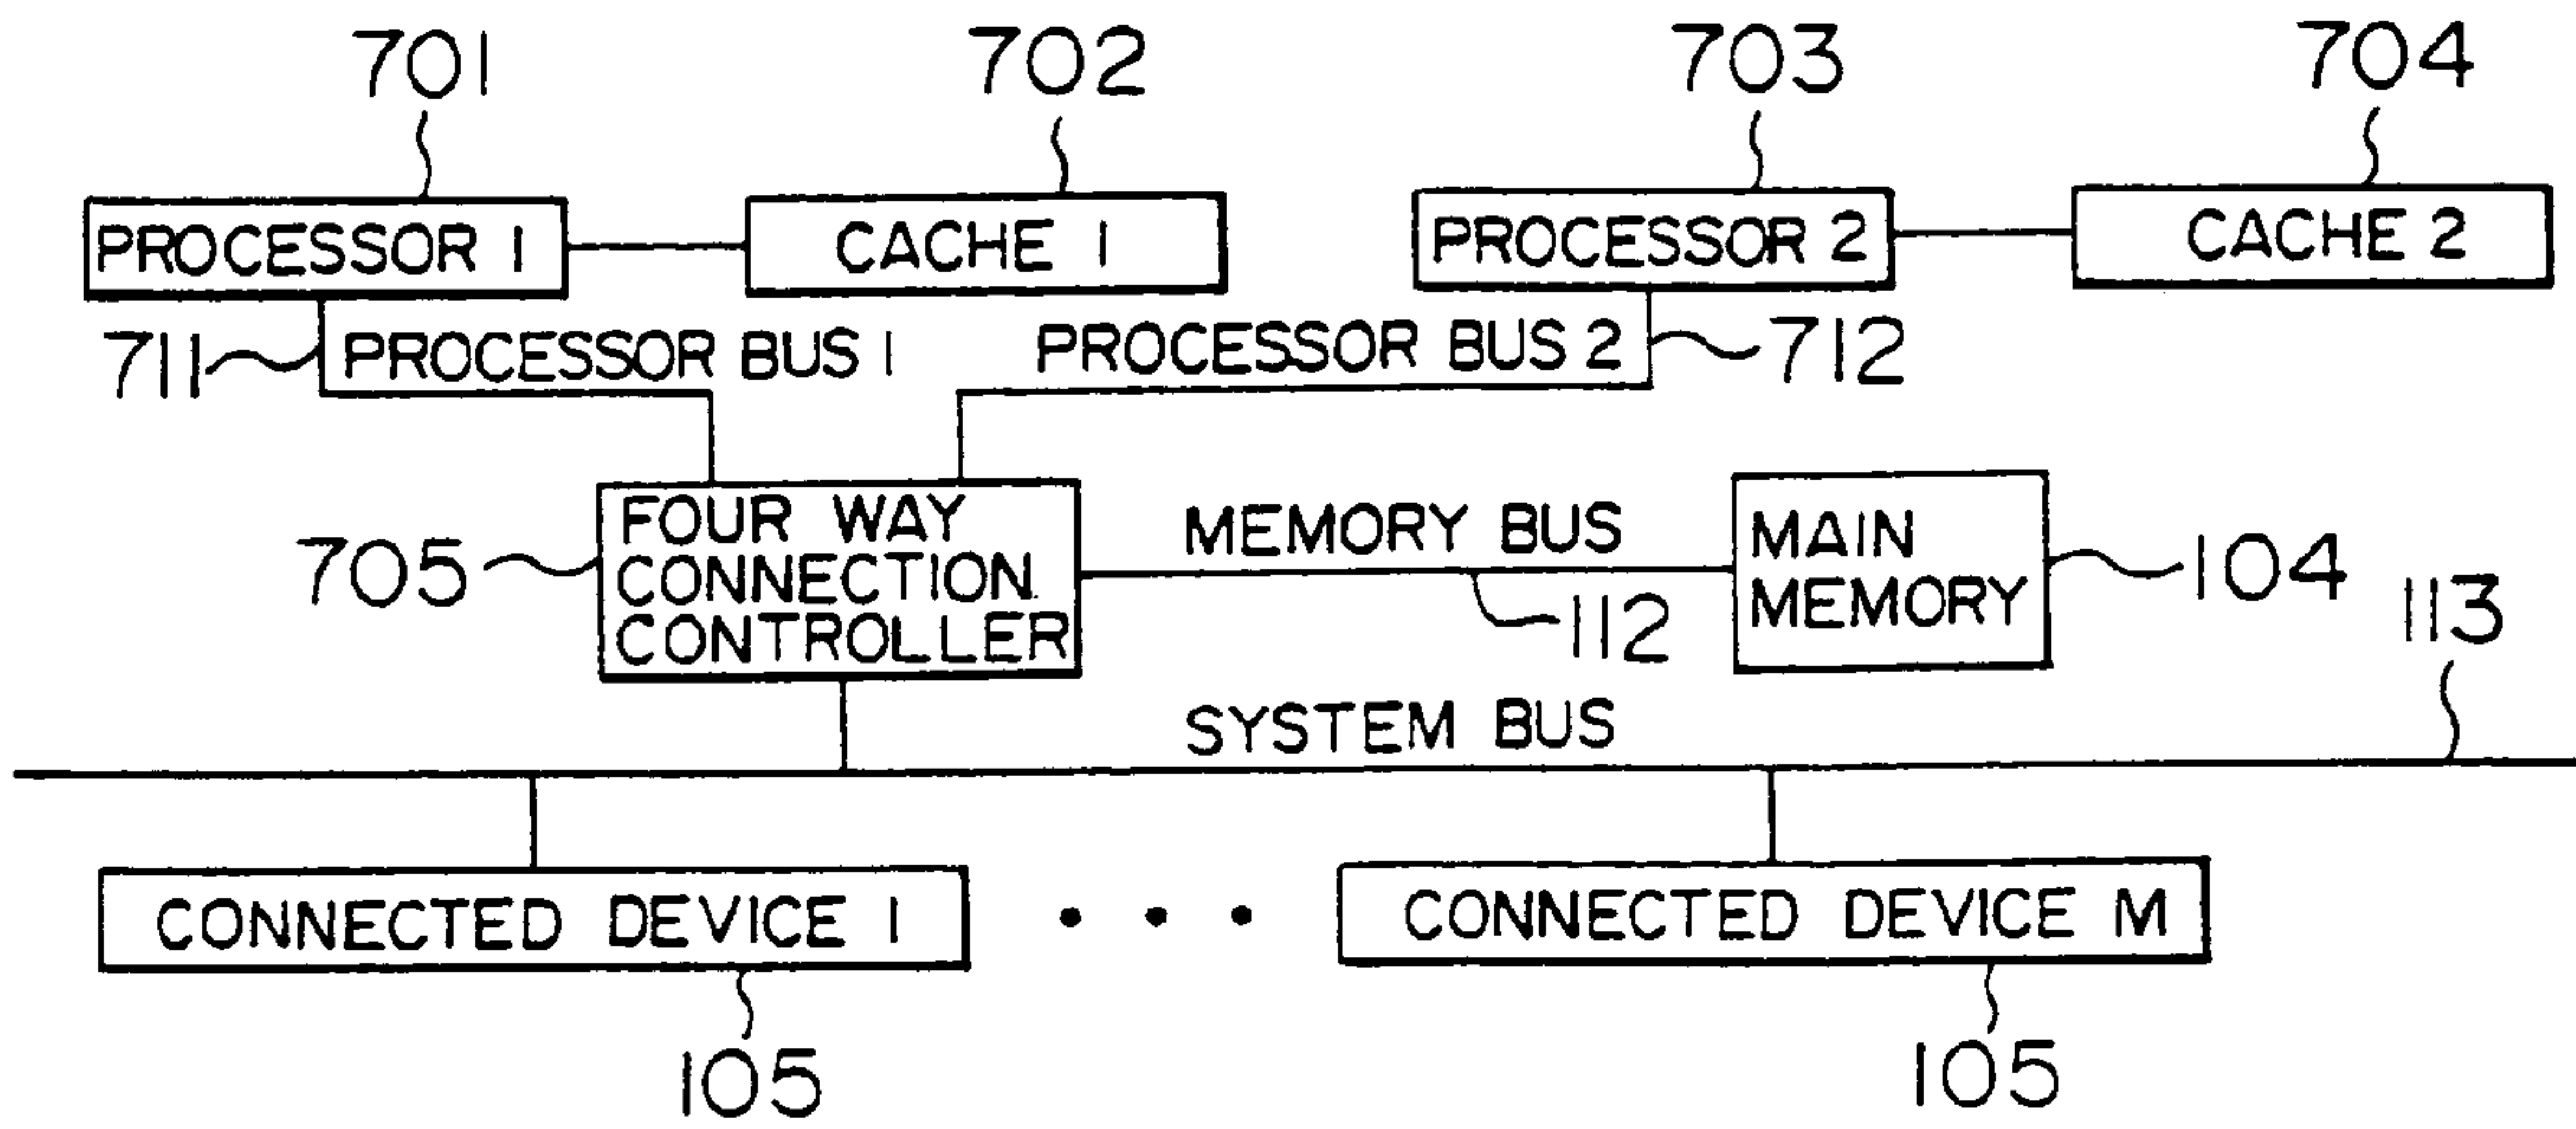 701
702
703
704
PROCESSOR 1
CACHE 1
PROCESSOR 2
CACHE 2
711
PROCESSOR BUS 1
PROCESSOR BUS 2
712
705
FOUR WAY
CONNECTION
CONTROLLER
MEMORY BUS
112
MAIN
MEMORY
104
113
SYSTEM BUS
CONNECTED DEVICE 1
• • •
CONNECTED DEVICE M
105
105